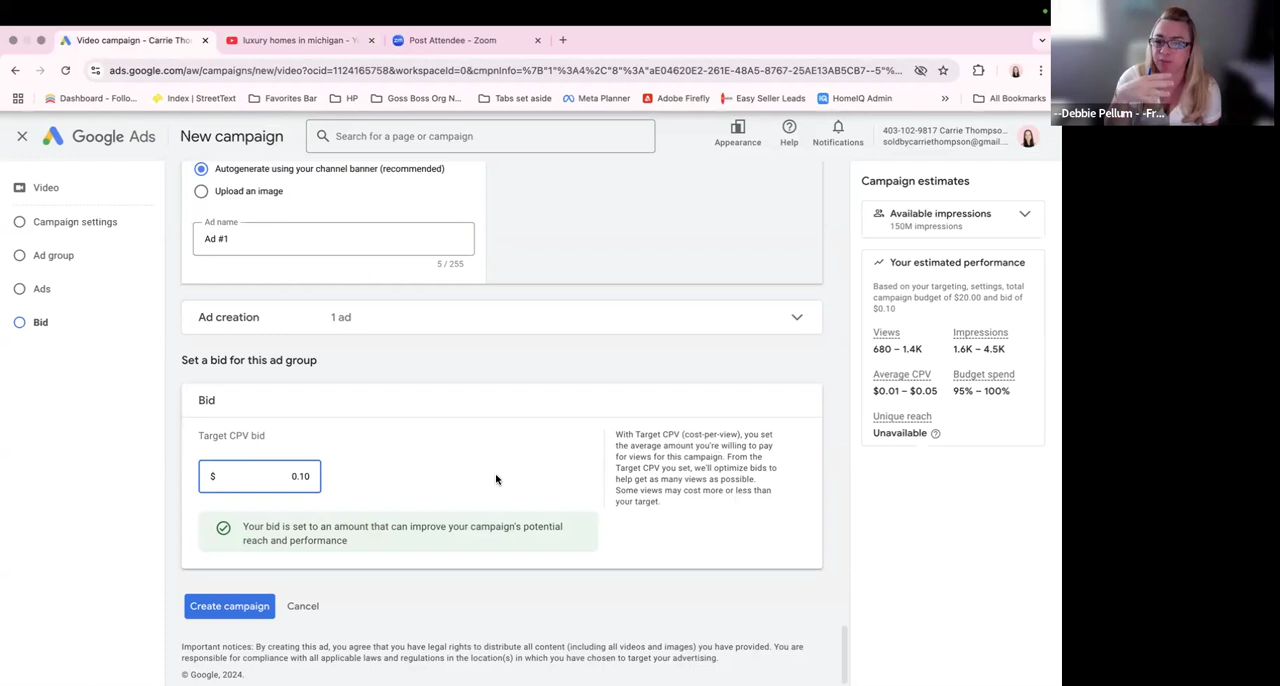 Video campaign - Carrie Tho
luxury homes in michigan - Y
Post Attendee - Zoom
ads.google.com/aw/campaigns/new/video?ocid=1124165758&workspaceId=0&cmpnInfo=%7B"1"%3A4%2C"8"%3A"aE04620E2-261E-48A5-8767-25AE13AB5CB7--5"%...
Dashboard - Follo...
Index | StreetText
Favorites Bar
HP
Goss Boss Org N...
Tabs set aside
Meta Planner
Adobe Firefly
Easy Seller Leads
HomeIQ Admin
»
All Bookmarks
--Debbie Pellum - -Fr...
Google Ads
New campaign
Search for a page or campaign
Appearance
Help
Notifications
403-102-9817 Carrie Thompso...
soldbycarriethompson@gmail....
Video
Campaign settings
Ad group
Ads
Bid
Autogenerate using your channel banner (recommended)
Upload an image
Ad name
Ad #1
5 / 255
Ad creation
1 ad
Set a bid for this ad group
Bid
Target CPV bid
$ 0.10
Your bid is set to an amount that can improve your campaign's potential
reach and performance
With Target CPV (cost-per-view), you set
the average amount you're willing to pay
for views for this campaign. From the
Target CPV you set, we'll optimize bids to
help get as many views as possible.
Some views may cost more or less than
your target.
Create campaign
Cancel
Important notices: By creating this ad, you agree that you have legal rights to distribute all content (including all videos and images) you have provided. You are
responsible for compliance with all applicable laws and regulations in the location(s) in which you have chosen to target your advertising.
© Google, 2024.
Campaign estimates
Available impressions
150M impressions
Your estimated performance
Based on your targeting, settings, total
campaign budget of $20.00 and bid of
$0.10
Views
Impressions
680 – 1.4K
1.6K – 4.5K
Average CPV
Budget spend
$0.01 – $0.05
95% – 100%
Unique reach
Unavailable